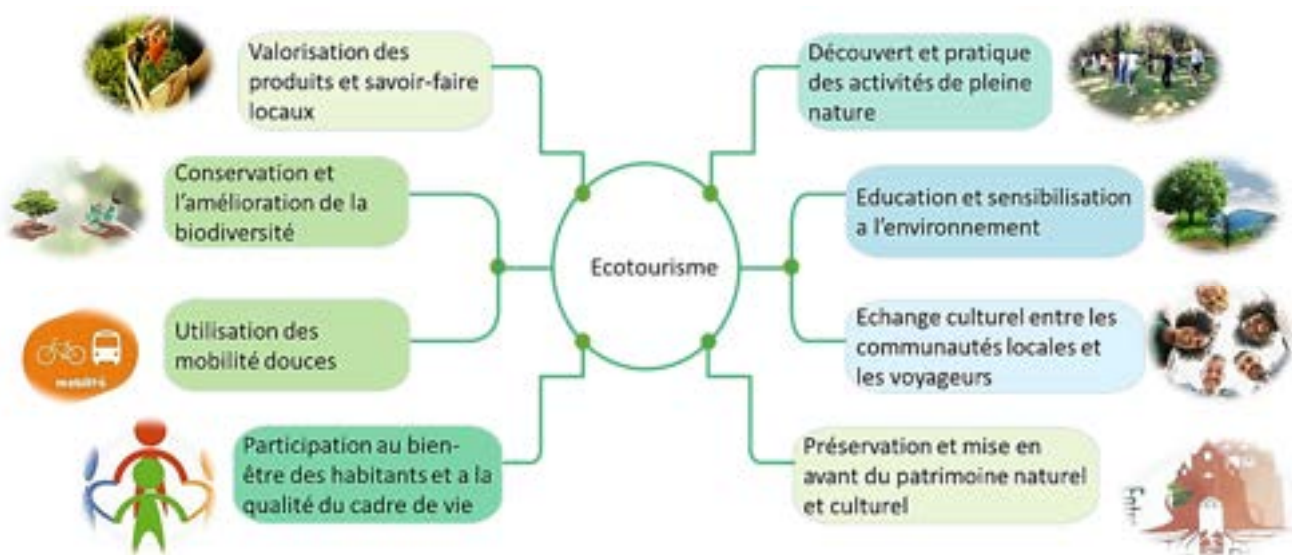 Valorisation des
produits et savoir-faire
locaux
Conservation et
l'amélioration de la
biodiversité
Utilisation des
mobilité douces
mobilité
Participation au bien-
être des habitants et a la
qualité du cadre de vie
Ecotourisme
Découvert et pratique
des activités de pleine
nature
Education et sensibilisation
a l'environnement
Echange culturel entre les
communautés locales et
les voyageurs
Préservation et mise en
avant du patrimoine naturel
et culturel